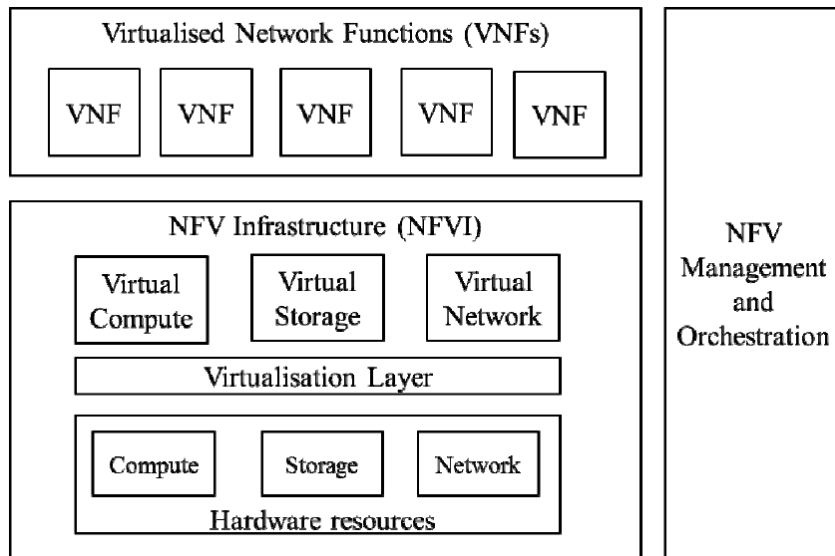 Virtualised Network Functions (VNFs)
VNF VNF VNF VNF VNF
NFV Infrastructure (NFVI)
Virtual
Compute
Virtual
Storage
Virtual
Network
Virtualisation Layer
Compute Storage Network
Hardware resources
NFV
Management
and
Orchestration